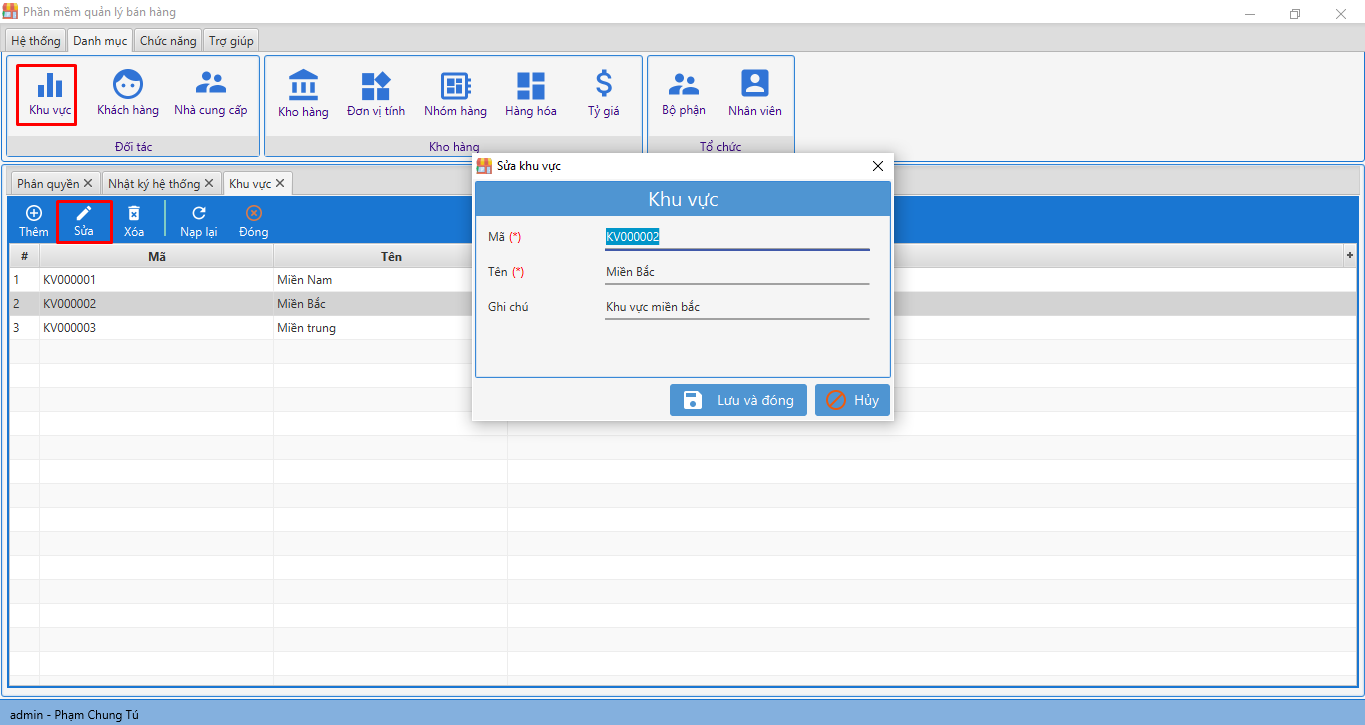 Phần mềm quản lý bán hàng
Hệ thống Danh mục Chức năng Trợ giúp
Khu vực Khách hàng Nhà cung cấp
Đối tác
Kho hàng Đơn vị tính Nhóm hàng Hàng hóa Tỷ giá
Kho hàng
Bộ phận Nhân viên
Tổ chức
Phân quyền Nhật ký hệ thống Khu vực
Thêm Sửa Xóa Nạp lại Đóng
# Mã Tên
1 KV000001 Miền Nam
2 KV000002 Miền Bắc
3 KV000003 Miền trung
Sửa khu vực
Khu vực
Mã (*) KV000002
Tên (*) Miền Bắc
Ghi chú Khu vực miền bắc
Lưu và đóng Hủy
admin - Phạm Chung Tú